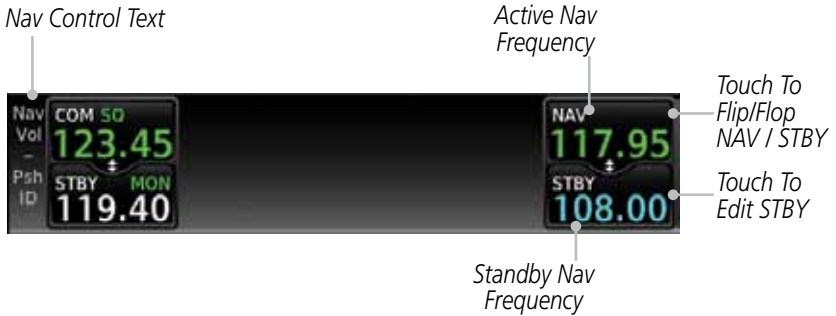 Nav Control Text
Active Nav
Frequency
Nav
Vol
–
Psh
ID
COM SQ
123.45
STBY MON
119.40
NAV
117.95
STBY
108.00
Touch To
Flip/Flop
NAV / STBY
Touch To
Edit STBY
Standby Nav
Frequency